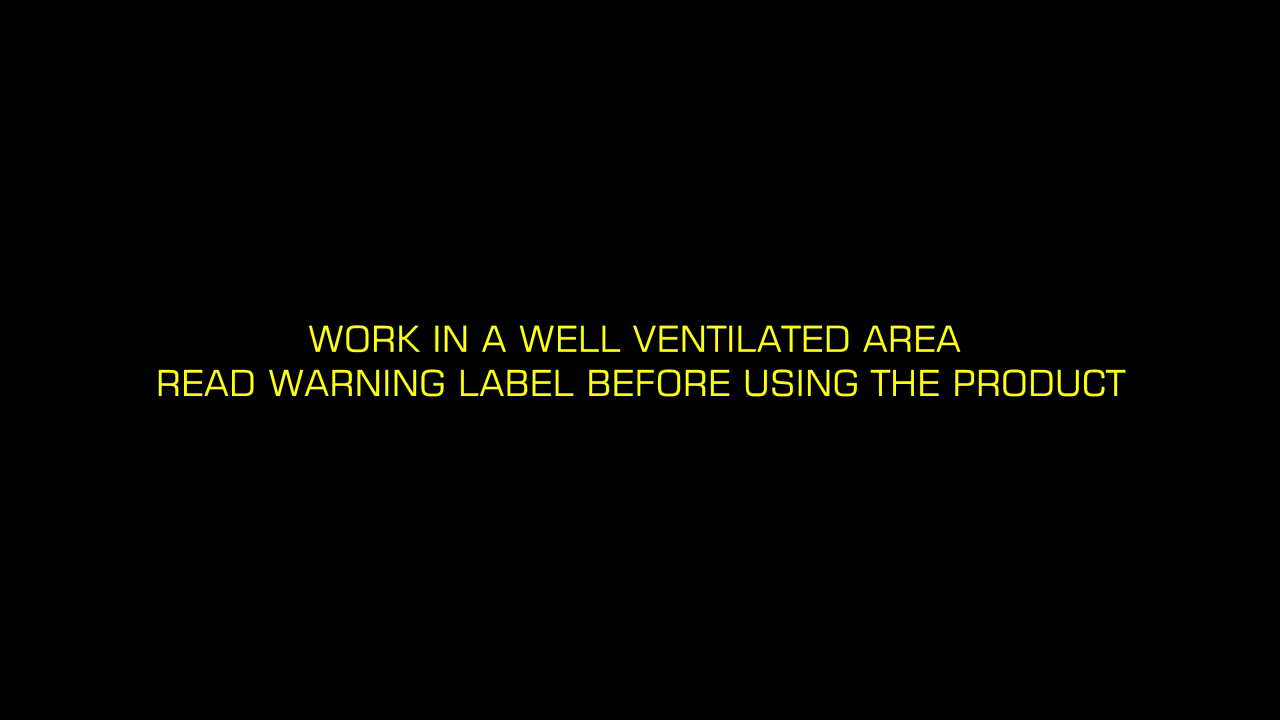 WORK IN A WELL VENTILATED AREA
READ WARNING LABEL BEFORE USING THE PRODUCT